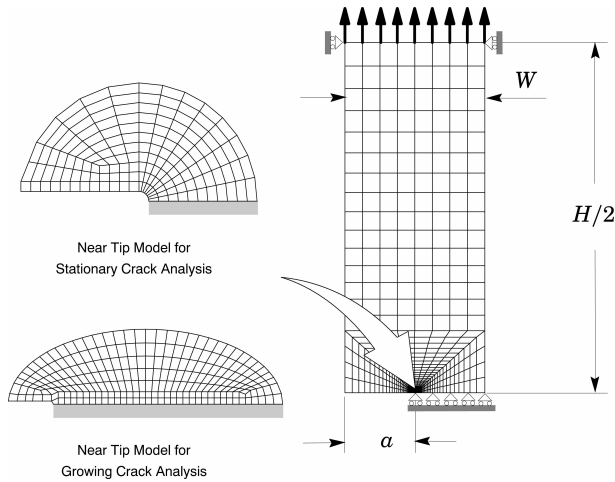 W
H/2
Near Tip Model for
Stationary Crack Analysis
Near Tip Model for
Growing Crack Analysis
a